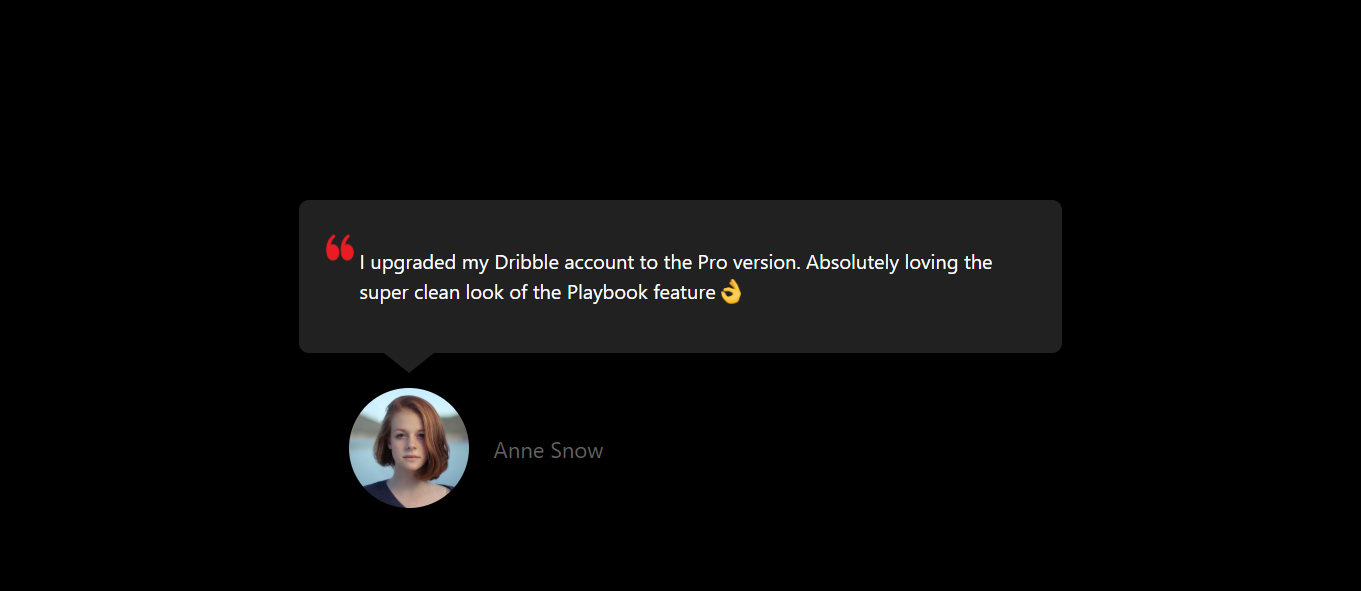 ❝ I upgraded my Dribble account to the Pro version. Absolutely loving the
super clean look of the Playbook feature👌
Anne Snow